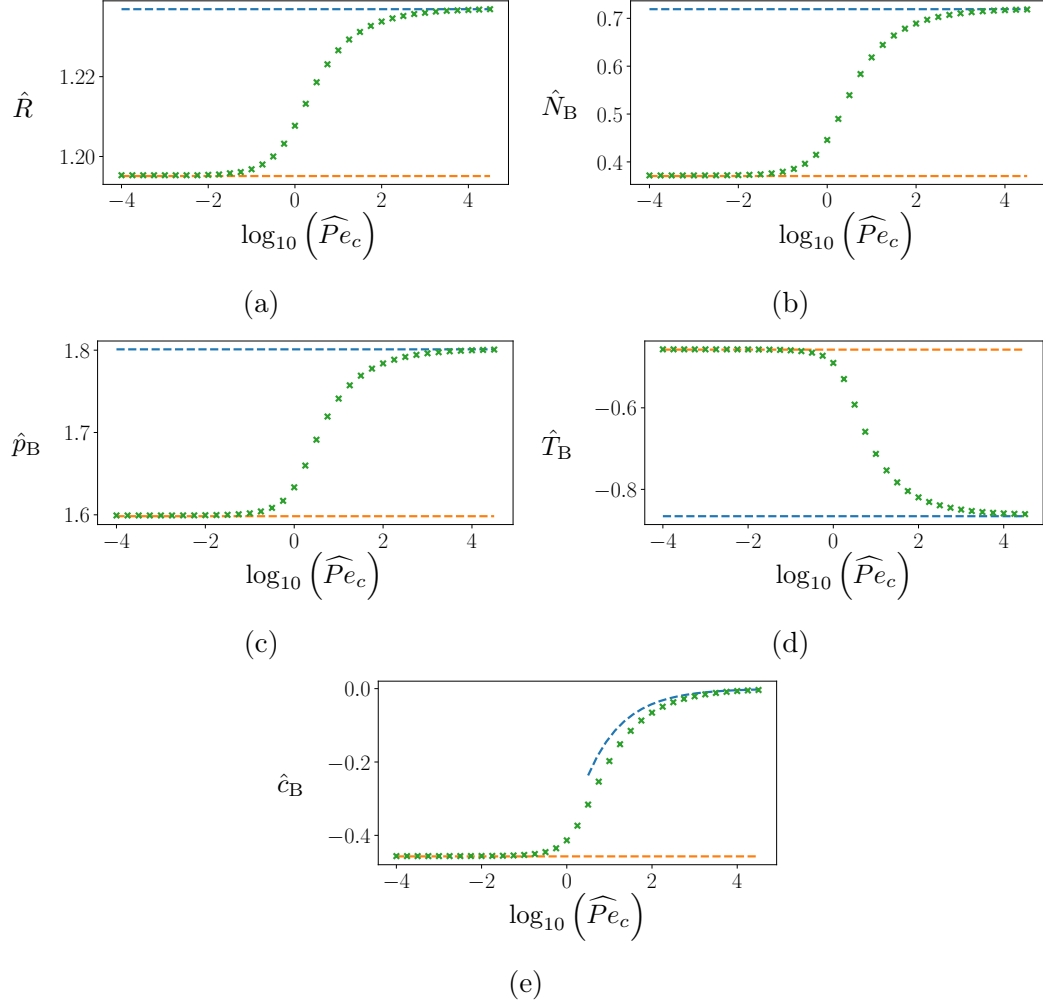 1.22
1.20
R̂
−4 −2 0 2 4
log₁₀ (P̂e_c)
(a)
0.7
0.6
0.5
0.4
N̂_B
−4 −2 0 2 4
log₁₀ (P̂e_c)
(b)
1.8
1.7
1.6
p̂_B
−4 −2 0 2 4
log₁₀ (P̂e_c)
(c)
−0.6
−0.8
T̂_B
−4 −2 0 2 4
log₁₀ (P̂e_c)
(d)
0.0
−0.2
−0.4
ĉ_B
−4 −2 0 2 4
log₁₀ (P̂e_c)
(e)